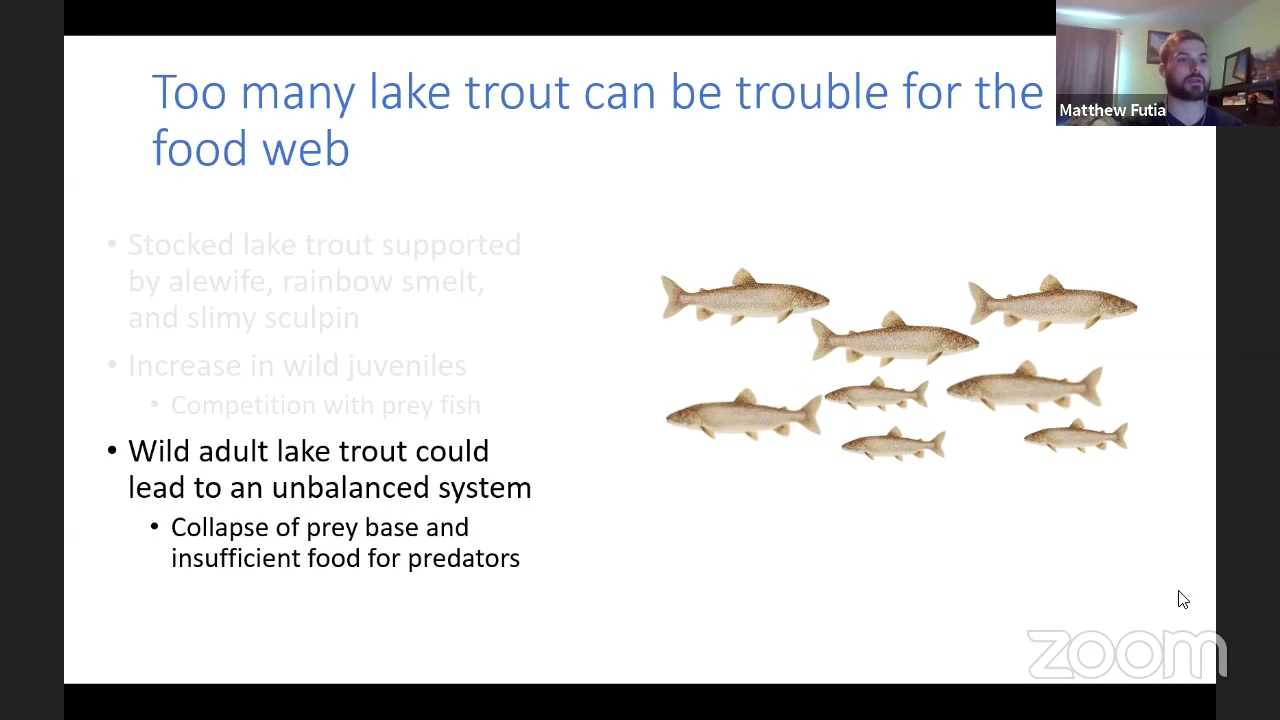 Too many lake trout can be trouble for the
food web
Matthew Futia
• Stocked lake trout supported
by alewife, rainbow smelt,
and slimy sculpin
• Increase in wild juveniles
• Competition with prey fish
• Wild adult lake trout could
lead to an unbalanced system
• Collapse of prey base and
insufficient food for predators
zoom